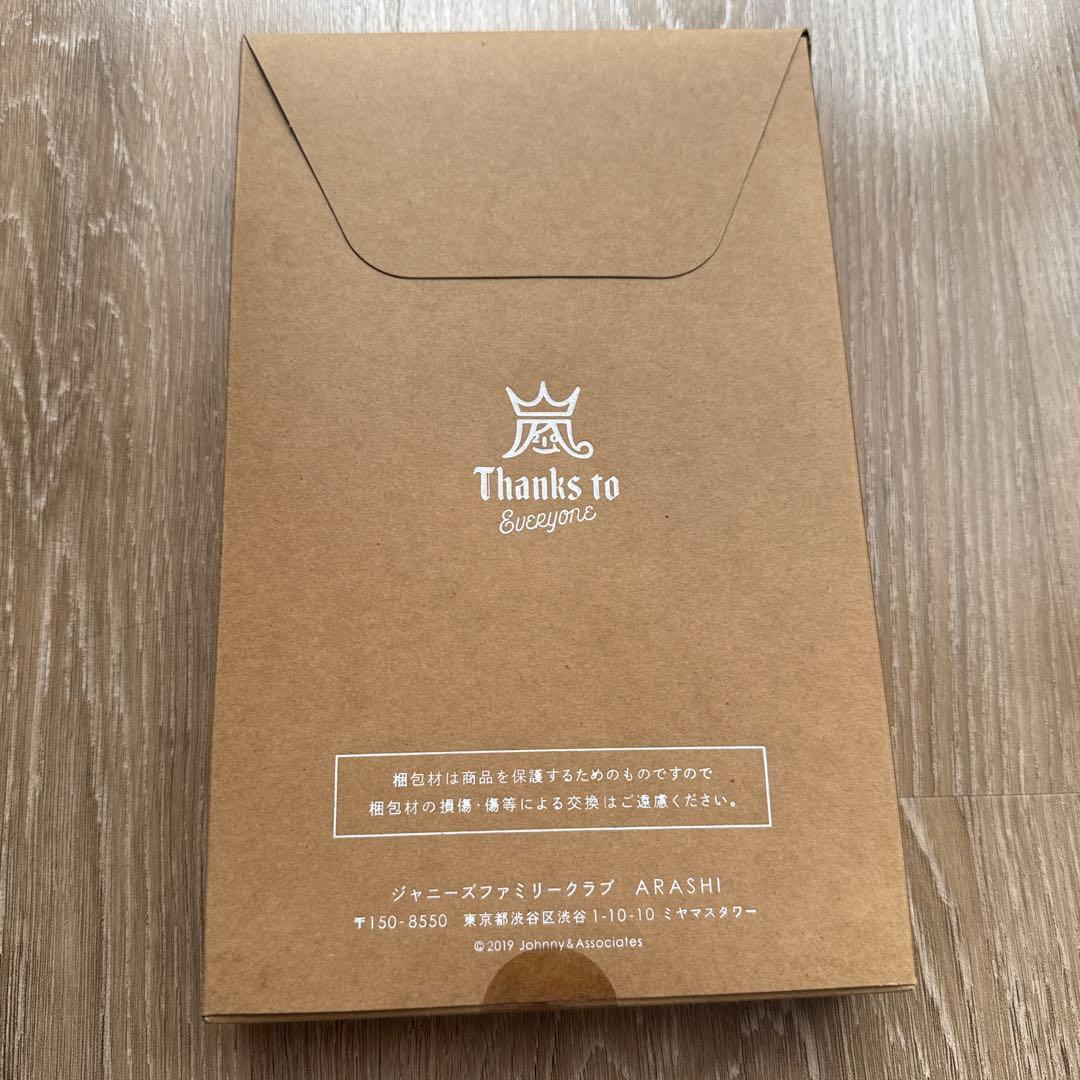 嵐
Thanks to
Everyone
梱包材は商品を保護するためのものですので
梱包材の損傷・傷等による交換はご遠慮ください。
ジャニーズファミリークラブ ARASHI
〒150-8550 東京都渋谷区渋谷1-10-10 ミヤマスタワー
©2019 Johnny&Associates